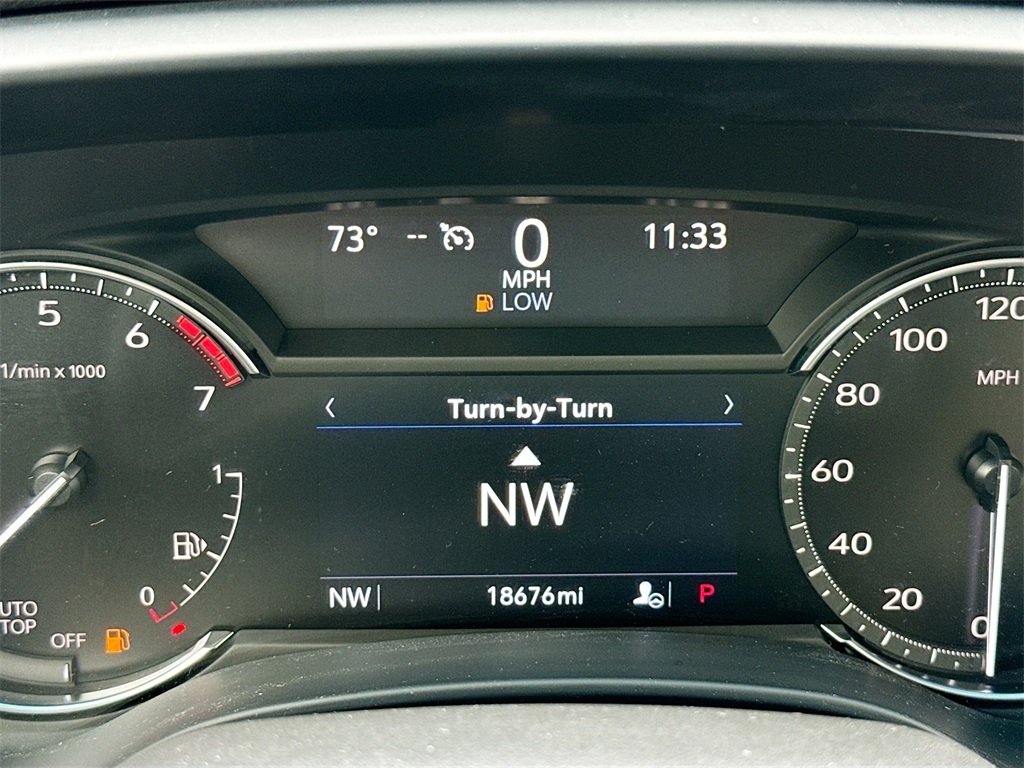 73° -- 0 11:33
MPH
LOW
5
6
7
1/min x 1000
1
0
UTO
TOP
OFF
‹ Turn-by-Turn ›
NW
NW| 18676mi | P
120
100
80
60
40
20
0
MPH